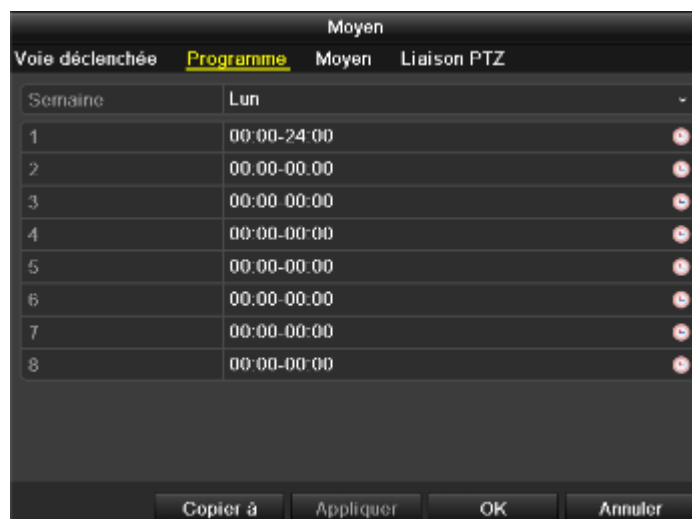 Moyen
Voie déclenchée Programme Moyen Liaison PTZ
Semaine Lun
1 00:00-24:00
2 00:00-00:00
3 00:00-00:00
4 00:00-00:00
5 00:00-00:00
6 00:00-00:00
7 00:00-00:00
8 00:00-00:00
Copier à Appliquer OK Annuler